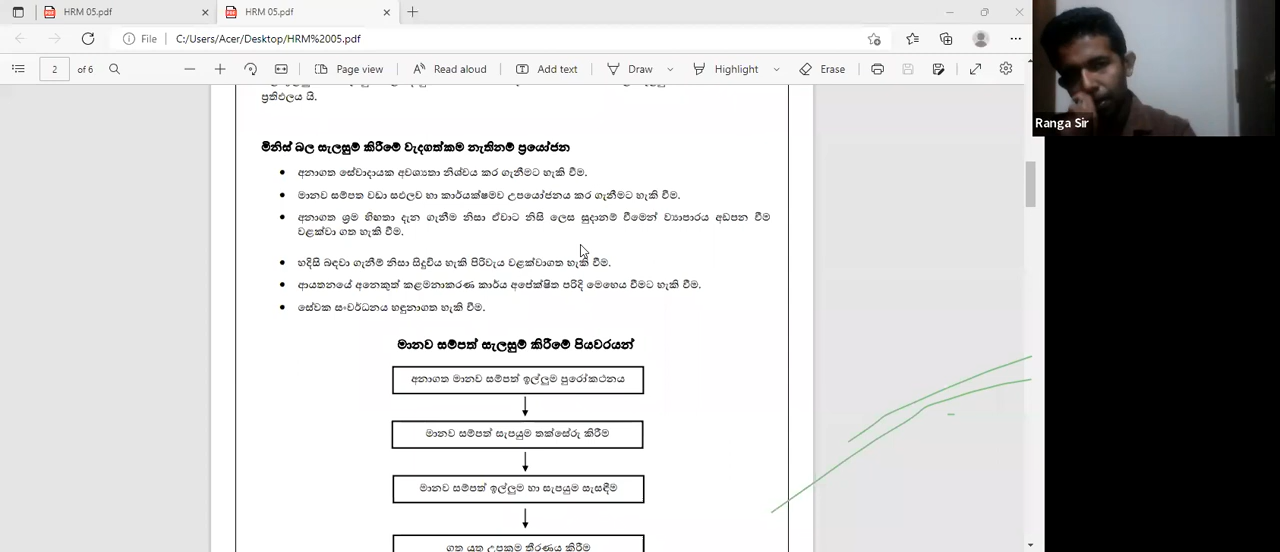 HRM 05.pdf
HRM 05.pdf
File
C:/Users/Acer/Desktop/HRM%2005.pdf
2 of 6
Page view
Read aloud
Add text
Draw
Highlight
Erase
Ranga Sir
ප්‍රතිඵලය යි.
මිනිස් බල සැලසුම් කිරීමේ වැදගත්කම නැතිනම් ප්‍රයෝජන
• අනාගත සේවාදායක අවශ්‍යතා නිශ්චය කර ගැනීමට හැකි වීම.
• මානව සම්පත වඩා සඵලව හා කාර්යක්ෂමව උපයෝජනය කර ගැනීමට හැකි වීම.
• අනාගත ශ්‍රම හිඟතා දැන ගැනීම නිසා ඒවාට නිසි ලෙස සුදානම් වීමෙන් ව්‍යාපාරය අඩපන වීම
වළක්වා ගත හැකි වීම.
• හදිසි බඳවා ගැනීම් නිසා සිදුවිය හැකි පිරිවැය වළක්වාගත හැකි වීම.
• ආයතනයේ අනෙකුත් කළමනාකරණ කාර්ය අපේක්ෂිත පරිදි මෙහෙය වීමට හැකි වීම.
• සේවක සංවර්ධනය හඳුනාගත හැකි වීම.
මානව සම්පත් සැලසුම් කිරීමේ පියවරයන්
අනාගත මානව සම්පත් ඉල්ලුම පුරෝකථනය
මානව සම්පත් සැපයුම තක්සේරු කිරීම
මානව සම්පත් ඉල්ලුම හා සැපයුම සැසඳීම
ගත යුතු උපක්‍රම තීරණය කිරීම